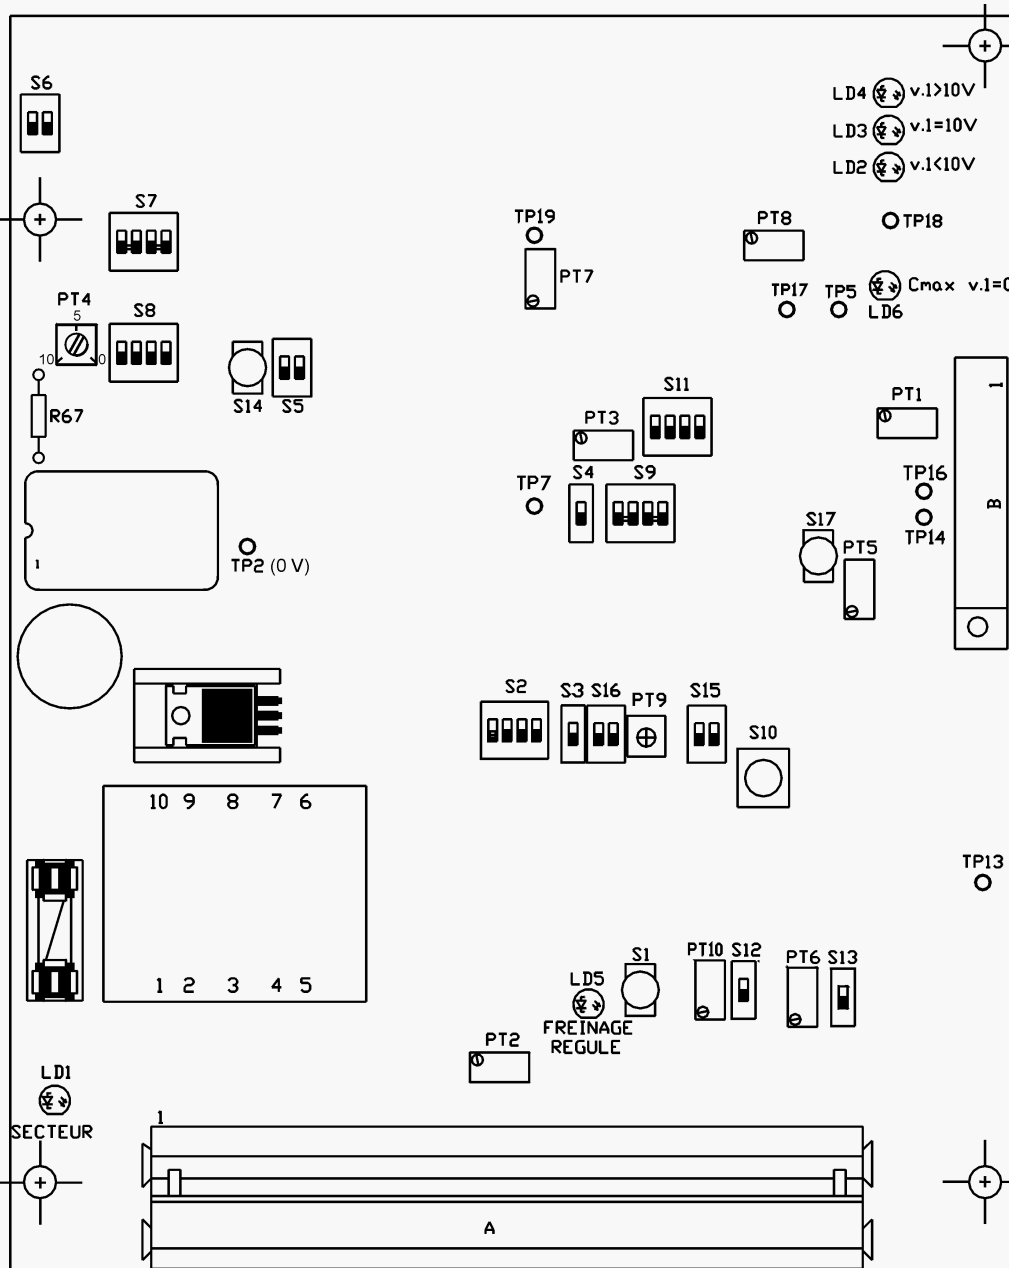 S6
LD4 v.1>10V
LD3 v.1=10V
LD2 v.1<10V
S7
TP19
PT8
TP18
PT7
PT4
5
10
0
S8
TP17
TP5
Cmax v.1=0
LD6
S14
S5
R67
S11
PT3
PT1
S4
S9
TP7
TP16
TP14
1
B
S17
PT5
1
TP2 (0 V)
S2
S3
S16
PT9
S15
S10
10 9 8 7 6
TP13
1 2 3 4 5
LD5
FREINAGE
REGULE
S1
PT10
S12
PT6
S13
PT2
LD1
SECTEUR
1
A